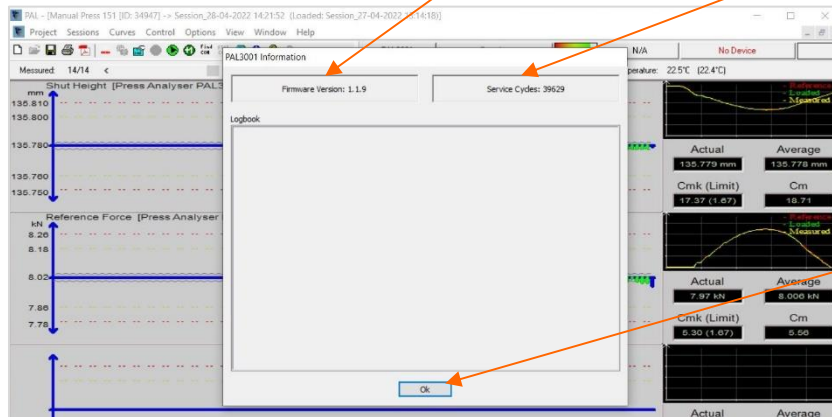 PAL - [Manual Press 151 [ID: 34947] -> Session_28-04-2022 14:21:52 (Loaded: Session_27-04-2022 14:18)]
Project Sessions Curves Control Options View Window Help
N/A No Device
Measured: 14/14 < perature: 22.5°C (22.4°C)
PAL3001 Information
Firmware Version: 1.1.9 Service Cycles: 39629
Logbook
Ok
Shut Height [Press Analyser PAL3
mm
136.810
136.800
135.780
136.760
136.750
Reference
Loaded
Measured
Actual Average
135.779 mm 135.778 mm
Cmk (Limit) Cm
17.37 (1.67) 18.71
Reference Force [Press Analyser
kN
8.26
8.18
8.02
7.86
7.78
Reference
Loaded
Measured
Actual Average
7.97 kN 8.006 kN
Cmk (Limit) Cm
5.30 (1.67) 5.56
Actual Average